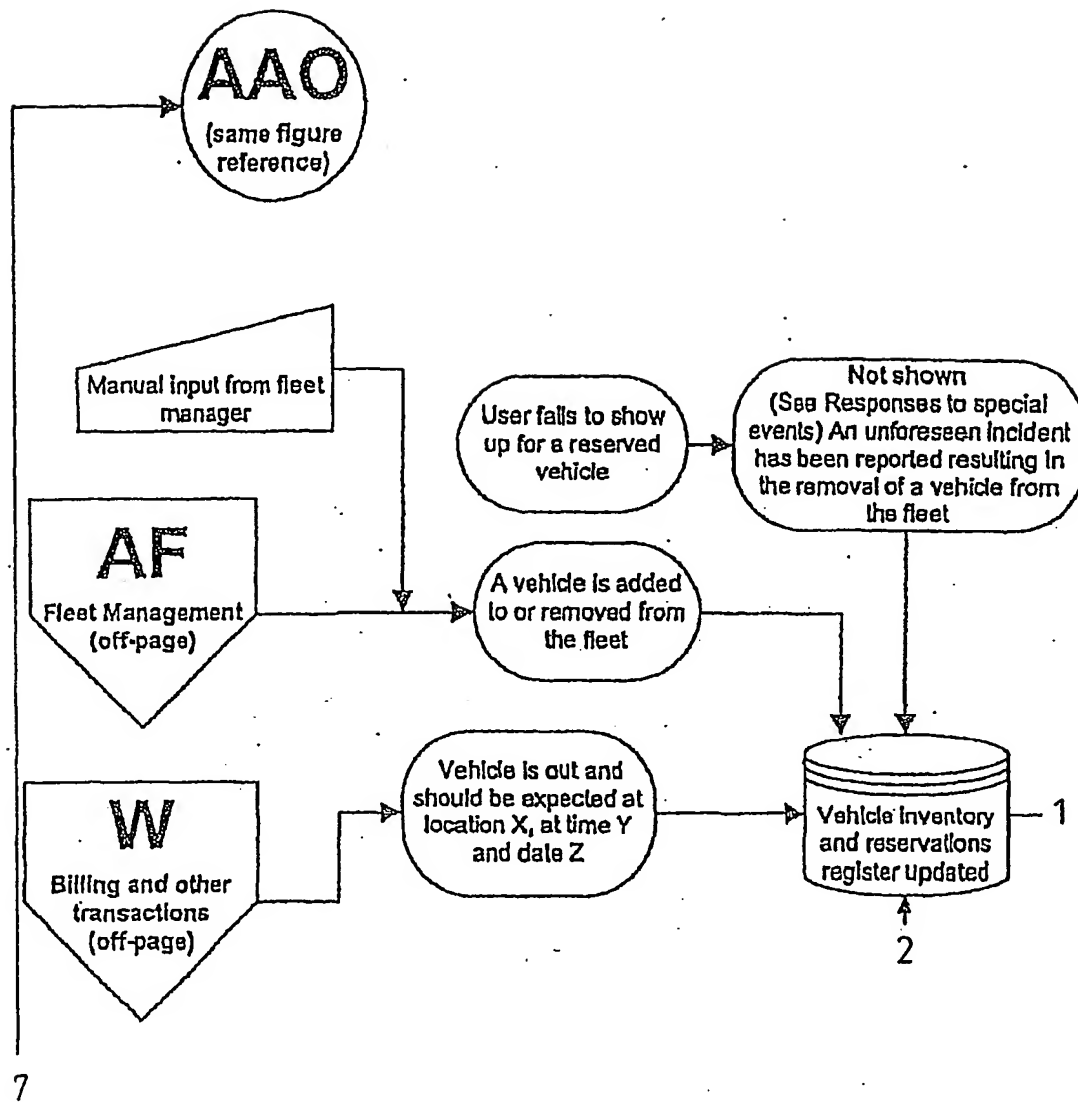 AAO
(same figure
reference)
Manual input from fleet
manager
User fails to show
up for a reserved
vehicle
Not shown
(See Responses to special
events) An unforeseen incident
has been reported resulting in
the removal of a vehicle from
the fleet
AF
Fleet Management
(off-page)
A vehicle is added
to or removed from
the fleet
W
Billing and other
transactions
(off-page)
Vehicle is out and
should be expected at
location X, at time Y
and date Z
Vehicle inventory
and reservations
register updated
1
2
7